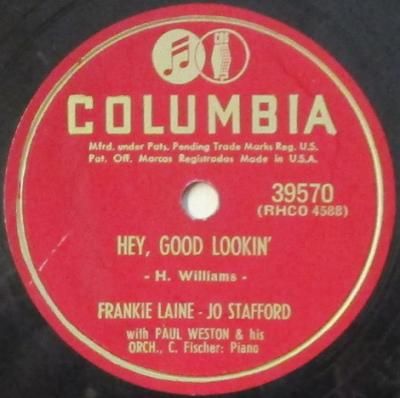 COLUMBIA
Mfrd. under Pats. Pending Trade Marks Reg. U.S.
Pat. Off. Marcas Registradas Made in U.S.A.
39570
(RHCO 4588)
HEY, GOOD LOOKIN'
- H. Williams -
FRANKIE LAINE - JO STAFFORD
with PAUL WESTON & his
ORCH., C. Fischer: Piano